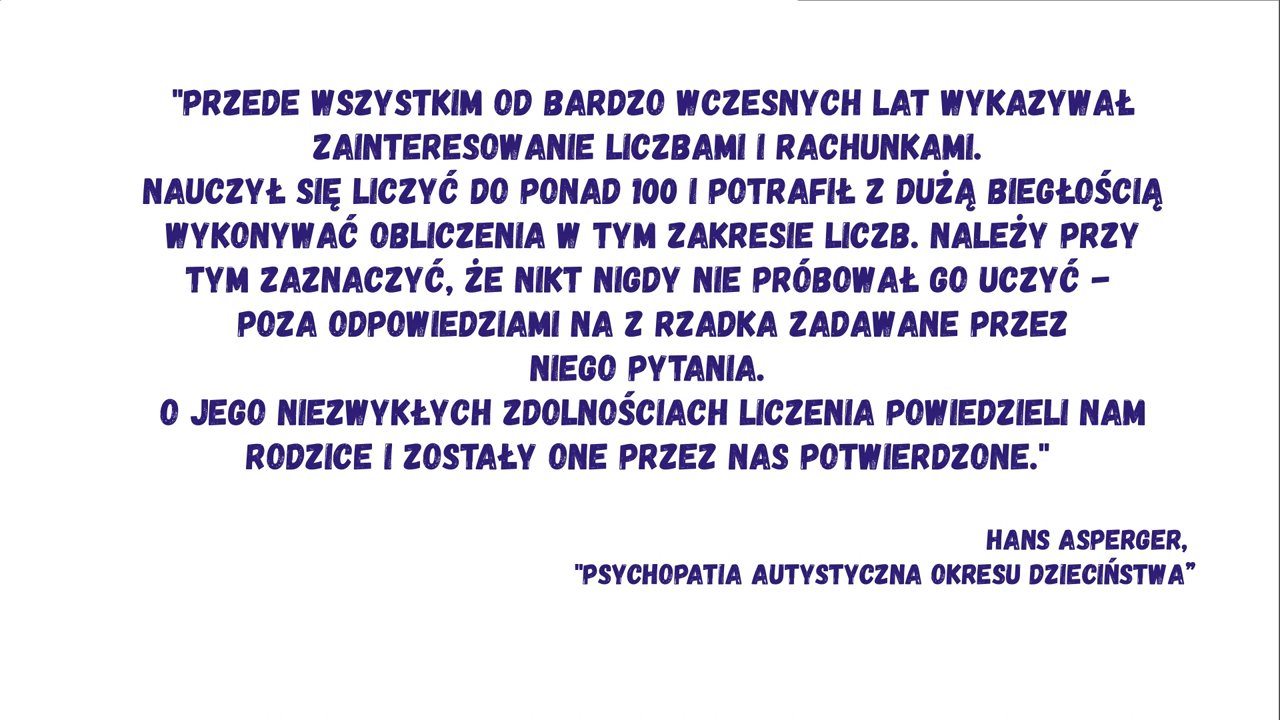 "PRZEDE WSZYSTKIM OD BARDZO WCZESNYCH LAT WYKAZYWAŁ
ZAINTERESOWANIE LICZBAMI I RACHUNKAMI.
NAUCZYŁ SIĘ LICZYĆ DO PONAD 100 I POTRAFIŁ Z DUŻĄ BIEGŁOŚCIĄ
WYKONYWAĆ OBLICZENIA W TYM ZAKRESIE LICZB. NALEŻY PRZY
TYM ZAZNACZYĆ, ŻE NIKT NIGDY NIE PRÓBOWAŁ GO UCZYĆ –
POZA ODPOWIEDZIAMI NA Z RZADKA ZADAWANE PRZEZ
NIEGO PYTANIA.
O JEGO NIEZWYKŁYCH ZDOLNOŚCIACH LICZENIA POWIEDZIELI NAM
RODZICE I ZOSTAŁY ONE PRZEZ NAS POTWIERDZONE."
HANS ASPERGER,
"PSYCHOPATIA AUTYSTYCZNA OKRESU DZIECIŃSTWA”